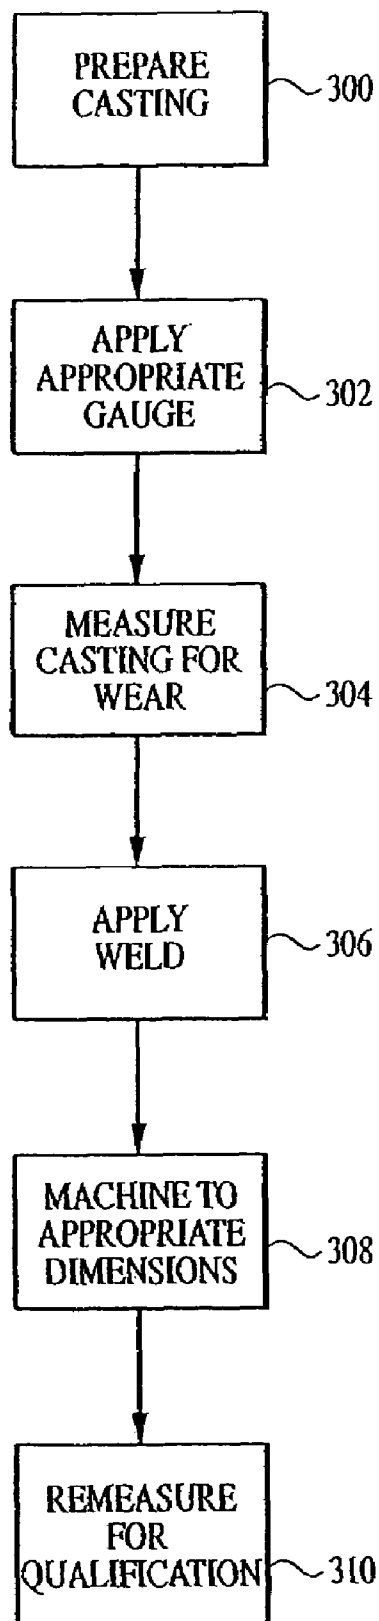 PREPARE
CASTING
300
APPLY
APPROPRIATE
GAUGE
302
MEASURE
CASTING FOR
WEAR
304
APPLY
WELD
306
MACHINE TO
APPROPRIATE
DIMENSIONS
308
REMEASURE
FOR
QUALIFICATION
310